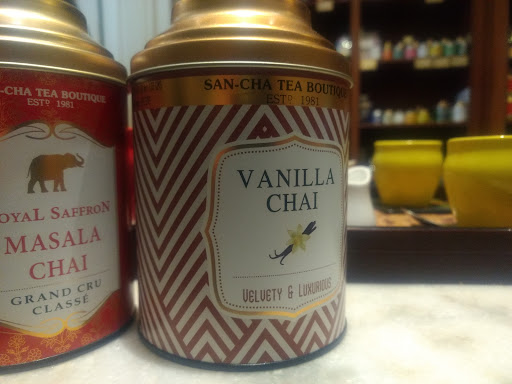 -CHA TEA BOUTIQUE
ESTD 1981
OYAL SAFFRON
MASALA
CHAI
GRAND CRU
CLASSÉ
SAN-CHA TEA BOUTIQUE
ESTD 1981
VANILLA
CHAI
VELVETY & LUXURIOUS